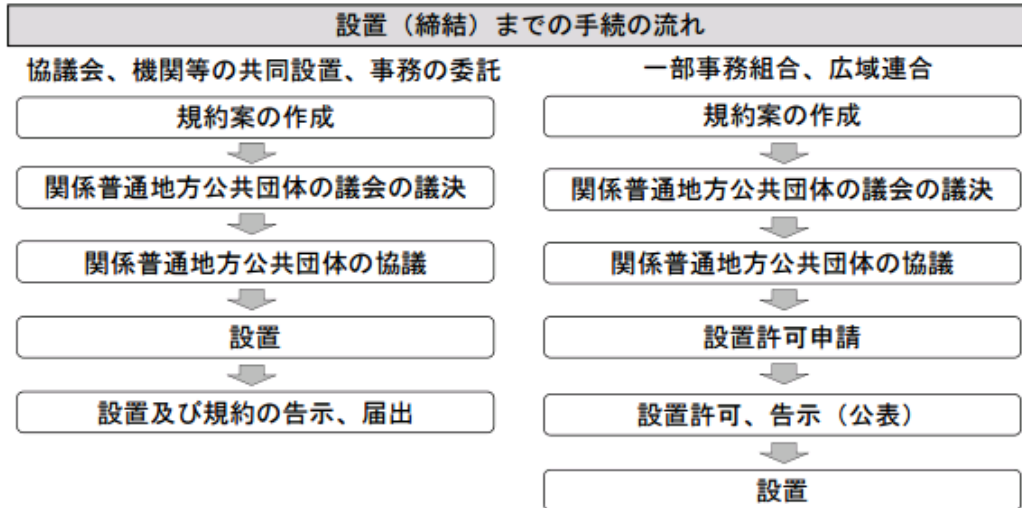 設置（締結）までの手続の流れ
協議会、機関等の共同設置、事務の委託
規約案の作成
関係普通地方公共団体の議会の議決
関係普通地方公共団体の協議
設置
設置及び規約の告示、届出
一部事務組合、広域連合
規約案の作成
関係普通地方公共団体の議会の議決
関係普通地方公共団体の協議
設置許可申請
設置許可、告示（公表）
設置